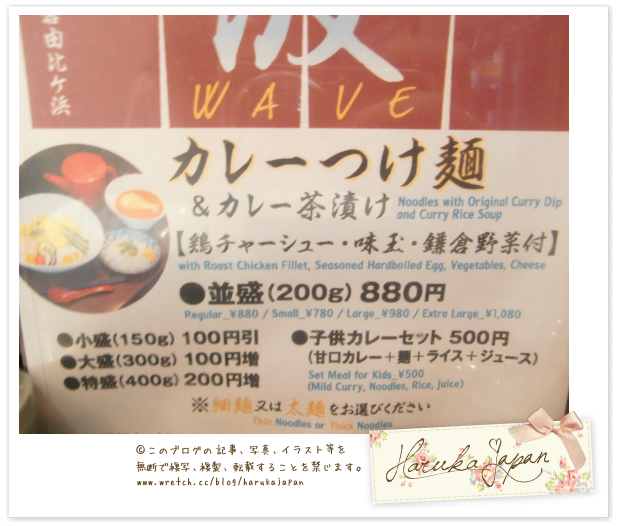 由比ケ浜
波
WAVE
カレーつけ麺
&カレー茶漬け
Noodles with Original Curry Dip
and Curry Rice Soup
【鶏チャーシュー・味玉・鎌倉野菜付】
with Roast Chicken Fillet, Seasoned Hardboiled Egg, Vegetables, Cheese
●並盛(200g) 880円
Regular_¥880 / Small_¥780 / Large_¥980 / Extra Large_¥1,080
●小盛(150g) 100円引
●大盛(300g) 100円増
●特盛(400g) 200円増
●子供カレーセット 500円
(甘口カレー+麺+ライス+ジュース)
Set Meal for Kids_¥500
(Mild Curry, Noodles, Rice, Juice)
※細麺又は太麺をお選びください
Thin Noodles or Thick Noodles
©このブログの記事、写真、イラスト等を
無断で複写、複製、転載することを禁じます。
www.wretch.cc/blog/harukajapan
Haruka Japan